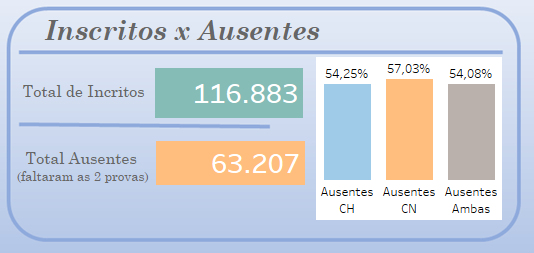 Inscritos x Ausentes
Total de Incritos
116.883
Total Ausentes
(faltaram as 2 provas)
63.207
54,25%
57,03%
54,08%
Ausentes
CH
Ausentes
CN
Ausentes
Ambas